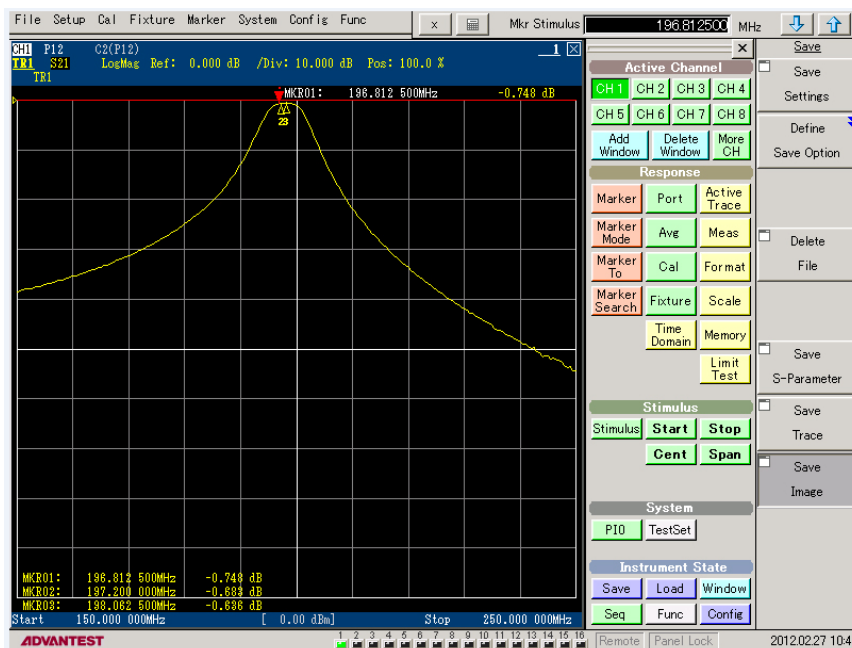 File Setup Cal Fixture Marker System Config Func x Mkr Stimulus 196.812500 MHz
CH1 P12 C2(P12) 1
TR1 S21 LogMag Ref: 0.000 dB /Div: 10.000 dB Pos: 100.0 %
TR1
MKR01: 196.812 500MHz -0.748 dB
23
MKR01: 196.812 500MHz -0.748 dB
MKR02: 197.200 000MHz -0.683 dB
MKR03: 198.062 500MHz -0.636 dB
Start 150.000 000MHz [ 0.00 dBm] Stop 250.000 000MHz
ADVANTEST
1 2 3 4 5 6 7 8 9 10 11 12 13 14 15 16
Active Channel
CH 1 CH 2 CH 3 CH 4
CH 5 CH 6 CH 7 CH 8
Add Window Delete Window More CH
Response
Marker Port Active Trace
Marker Mode Avg Meas
Marker To Cal Format
Marker Search Fixture Scale
Time Domain Memory
Limit Test
Stimulus
Stimulus Start Stop
Cent Span
System
PIO TestSet
Instrument State
Save Load Window
Seq Func Config
Remote Panel Lock 2012.02.27 10:4
Save
Save
Settings
Define
Save Option
Delete
File
Save
S-Parameter
Save
Trace
Save
Image